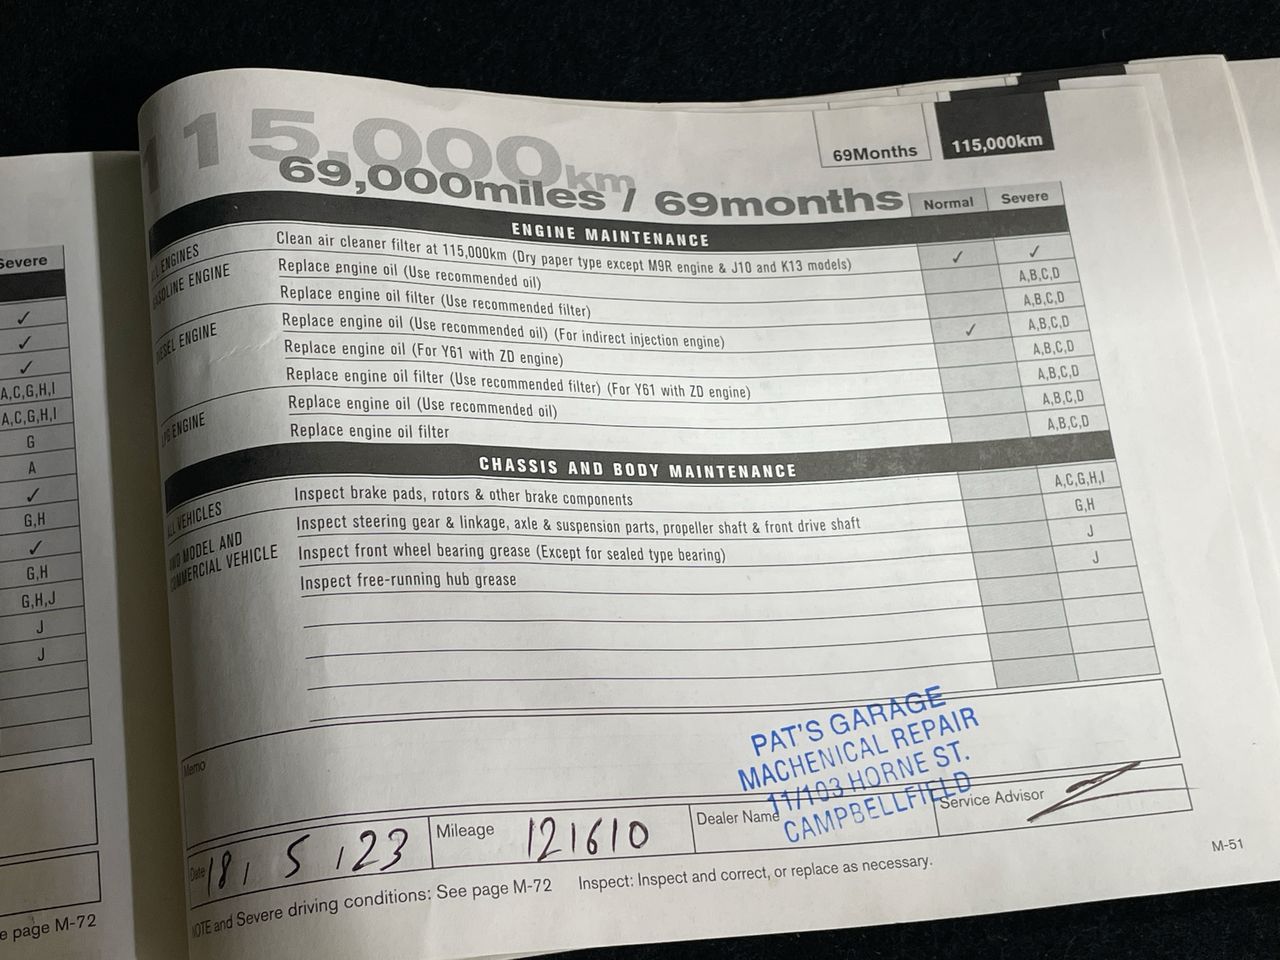 115,000km
69,000miles / 69months
69Months
115,000km
Normal
Severe
ENGINE MAINTENANCE
ENGINES
Clean air cleaner filter at 115,000km (Dry paper type except M9R engine & J10 and K13 models) ✓ ✓
ENGINE
Replace engine oil (Use recommended oil) A,B,C,D
Replace engine oil filter (Use recommended filter) A,B,C,D
ENGINE
Replace engine oil (Use recommended oil) (For indirect injection engine) ✓ A,B,C,D
Replace engine oil (For Y61 with ZD engine) A,B,C,D
Replace engine oil filter (Use recommended filter) (For Y61 with ZD engine) A,B,C,D
ENGINE
Replace engine oil (Use recommended oil) A,B,C,D
Replace engine oil filter A,B,C,D
CHASSIS AND BODY MAINTENANCE
VEHICLES
Inspect brake pads, rotors & other brake components A,C,G,H,I
Inspect steering gear & linkage, axle & suspension parts, propeller shaft & front drive shaft G,H
MODEL AND
VEHICLE
Inspect front wheel bearing grease (Except for sealed type bearing) J
Inspect free-running hub grease J
Memo
PAT'S GARAGE
MACHENICAL REPAIR
11/103 HORNE ST.
CAMPBELLFIELD
Date 18, 5, 23
Mileage 121610
Dealer Name
Service Advisor
and Severe driving conditions: See page M-72 Inspect: Inspect and correct, or replace as necessary.
M-51
Severe
✓
✓
✓
A,C,G,H,I
A,C,G,H,I
G
A
✓
G,H
✓
G,H
G,H,J
J
J
page M-72